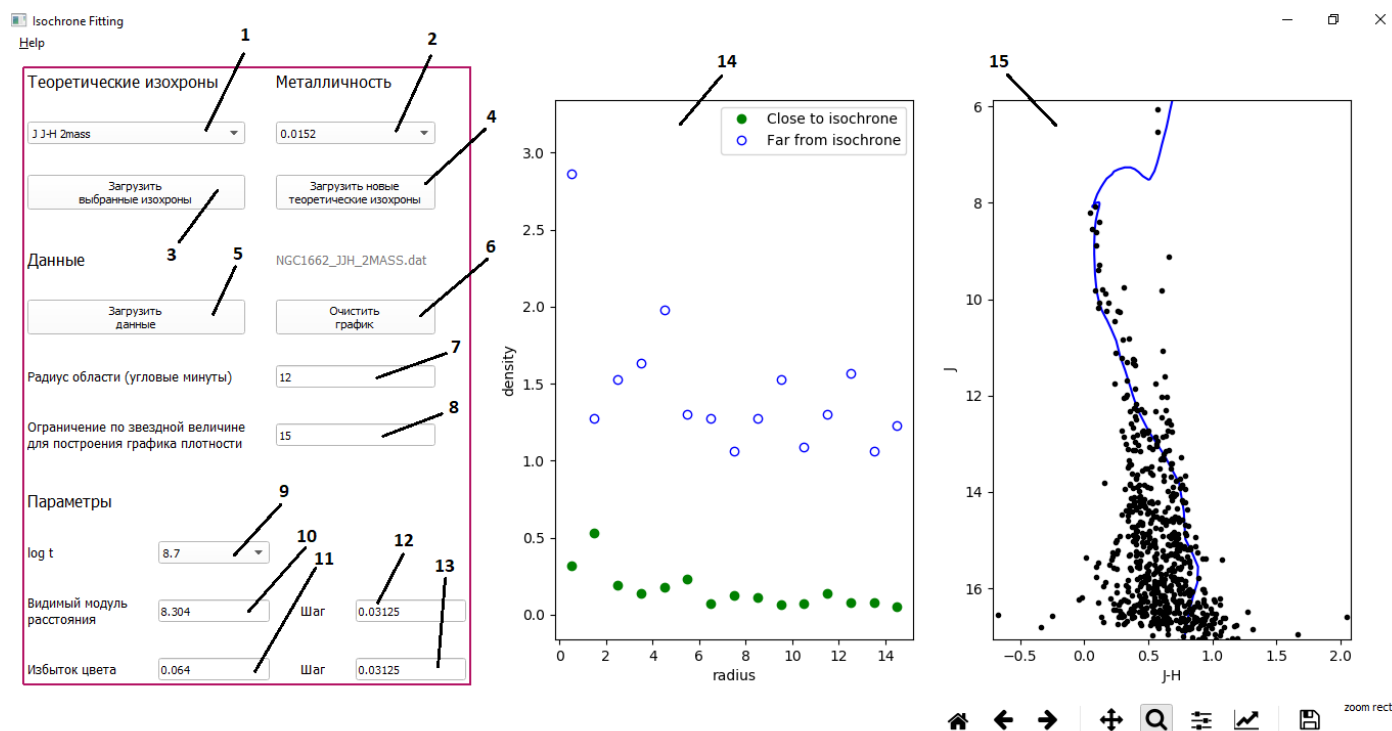 Isochrone Fitting
Help
1
2
14
15
Теоретические изохроны
Металличность
J J-H 2mass
0.0152
4
Загрузить
выбранные изохроны
Загрузить новые
теоретические изохроны
3
5
6
Данные
NGC1662_JJH_2MASS.dat
Загрузить
данные
Очистить
график
7
Радиус области (угловые минуты)
12
8
Ограничение по звездной величине
для построения графика плотности
15
Параметры
9
log t
8.7
10
11
12
13
Видимый модуль
расстояния
8.304
Шаг
0.03125
Избыток цвета
0.064
Шаг
0.03125
Close to isochrone
Far from isochrone
density
3.0
2.5
2.0
1.5
1.0
0.5
0.0
0 2 4 6 8 10 12 14
radius
J
6
8
10
12
14
16
−0.5 0.0 0.5 1.0 1.5 2.0
J-H
zoom rect